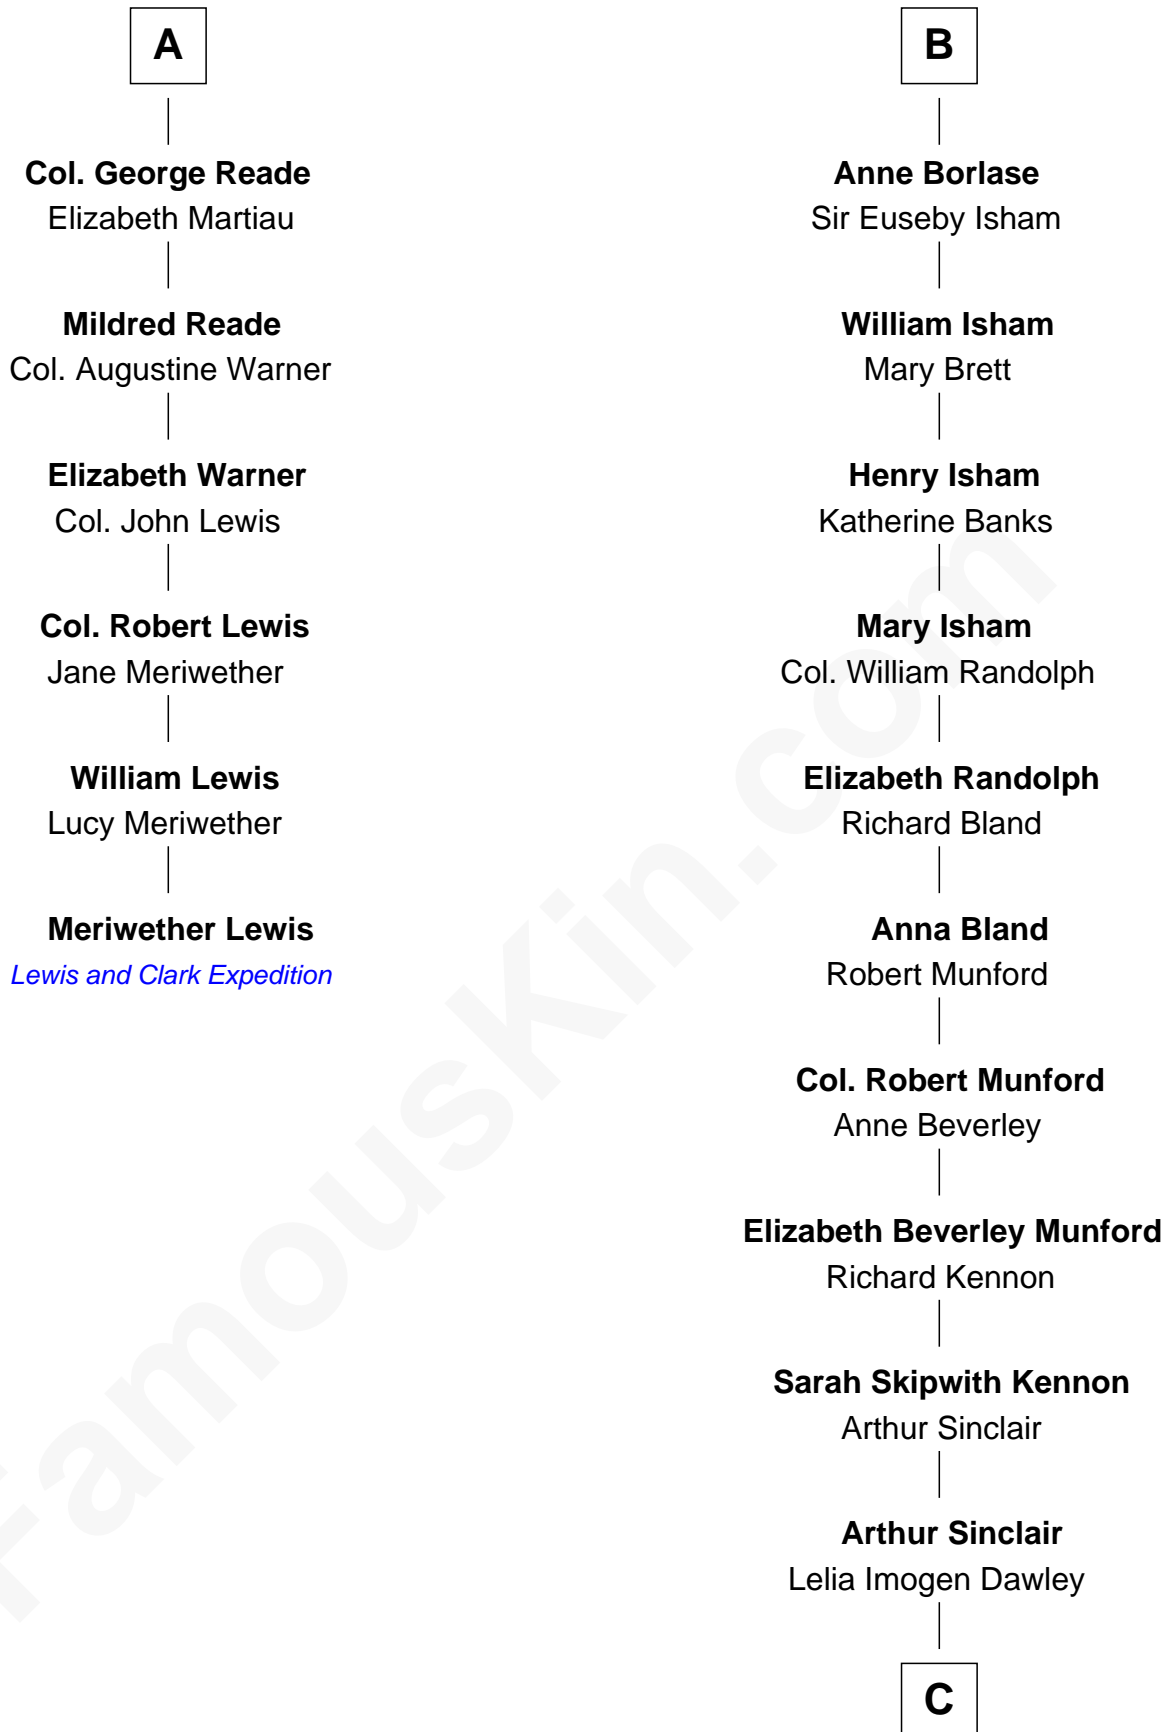 A
Col. George Reade
Elizabeth Martiau
Mildred Reade
Col. Augustine Warner
Elizabeth Warner
Col. John Lewis
Col. Robert Lewis
Jane Meriwether
William Lewis
Lucy Meriwether
Meriwether Lewis
Lewis and Clark Expedition
B
Anne Borlase
Sir Euseby Isham
William Isham
Mary Brett
Henry Isham
Katherine Banks
Mary Isham
Col. William Randolph
Elizabeth Randolph
Richard Bland
Anna Bland
Robert Munford
Col. Robert Munford
Anne Beverley
Elizabeth Beverley Munford
Richard Kennon
Sarah Skipwith Kennon
Arthur Sinclair
Arthur Sinclair
Lelia Imogen Dawley
C
FamousKin.com